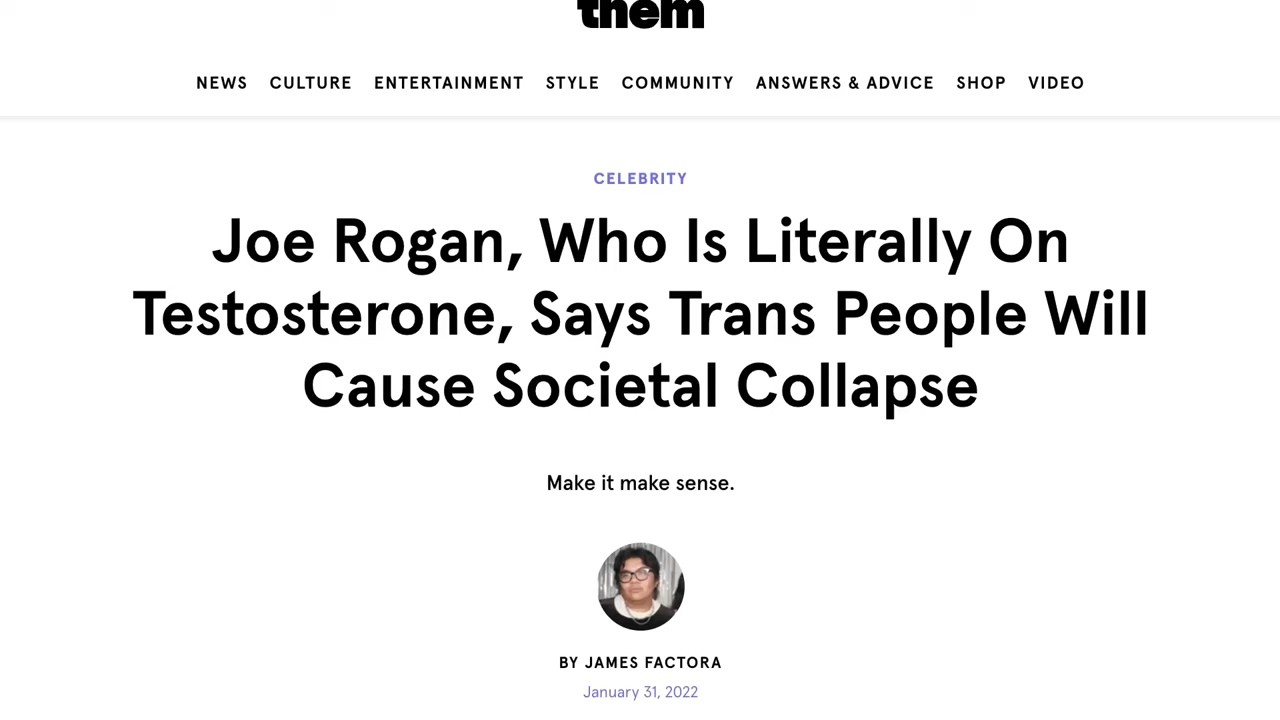 them
NEWS CULTURE ENTERTAINMENT STYLE COMMUNITY ANSWERS & ADVICE SHOP VIDEO
CELEBRITY
Joe Rogan, Who Is Literally On
Testosterone, Says Trans People Will
Cause Societal Collapse
Make it make sense.
BY JAMES FACTORA
January 31, 2022